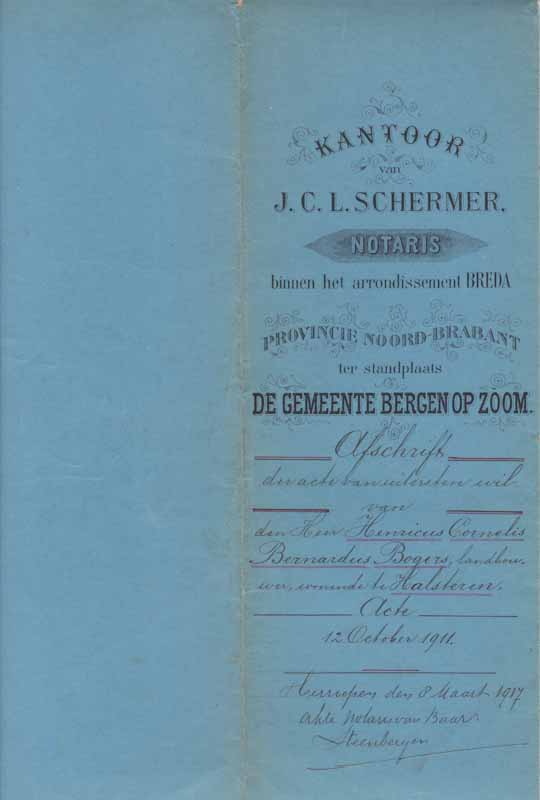 KANTOOR
van
J. C. L. SCHERMER.
NOTARIS
binnen het arrondissement BREDA
PROVINCIE NOORD-BRABANT
ter standplaats
DE GEMEENTE BERGEN OP ZOOM.
Afschrift
der acte van uitersten wil
van
den Heer Henricus Cornelis
Bernardus Bogers, landbou-
wer, wonende te Halsteren.
Acte
12 October 1911.
Herroepen den 8 Maart 1917
Akte Notaris van Baar
Steenbergen